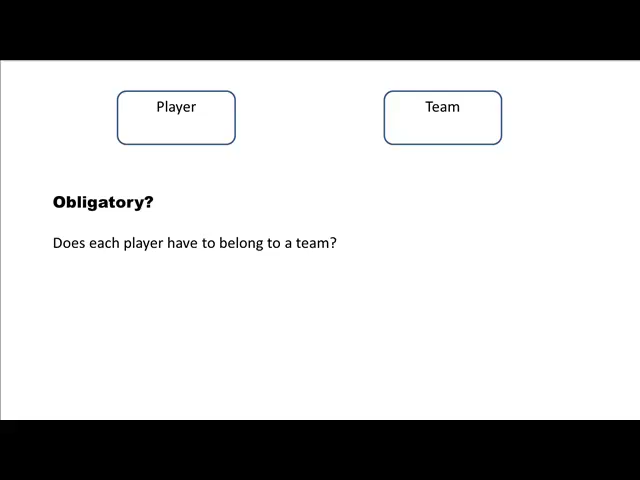 Player
Team
Obligatory?
Does each player have to belong to a team?